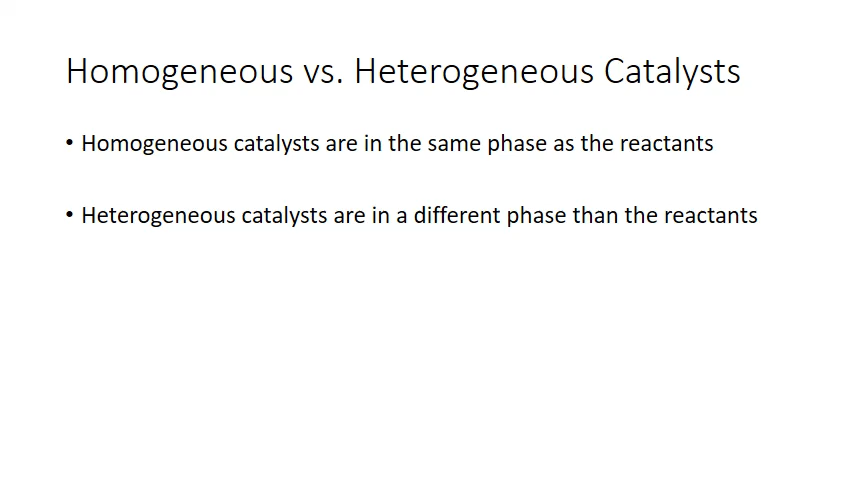 Homogeneous vs. Heterogeneous Catalysts
• Homogeneous catalysts are in the same phase as the reactants
• Heterogeneous catalysts are in a different phase than the reactants